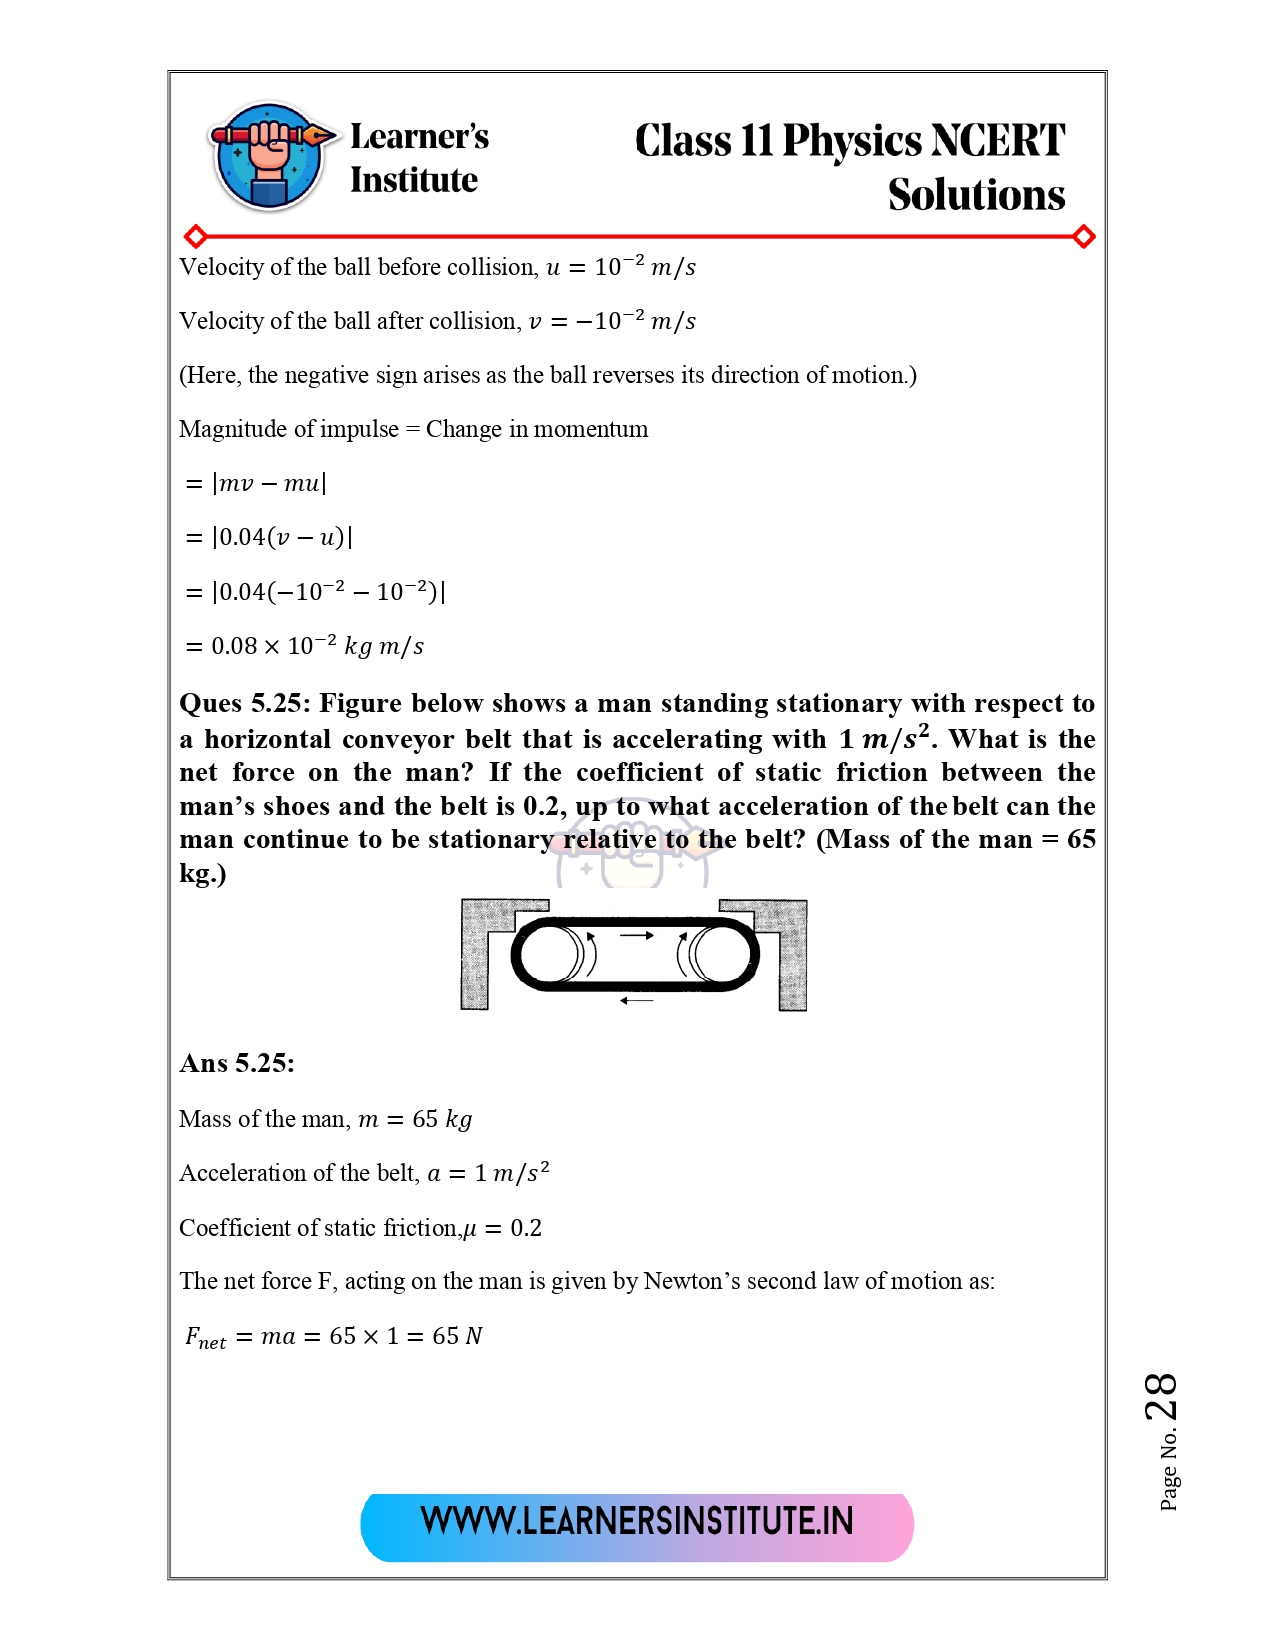 Learner's
Institute
Class 11 Physics NCERT
Solutions
Velocity of the ball before collision, u = 10⁻² m/s
Velocity of the ball after collision, v = −10⁻² m/s
(Here, the negative sign arises as the ball reverses its direction of motion.)
Magnitude of impulse = Change in momentum
= |mv − mu|
= |0.04(v − u)|
= |0.04(−10⁻² − 10⁻²)|
= 0.08 × 10⁻² kg m/s
Ques 5.25: Figure below shows a man standing stationary with respect to
a horizontal conveyor belt that is accelerating with 1 m/s². What is the
net force on the man? If the coefficient of static friction between the
man's shoes and the belt is 0.2, up to what acceleration of the belt can the
man continue to be stationary relative to the belt? (Mass of the man = 65
kg.)
Ans 5.25:
Mass of the man, m = 65 kg
Acceleration of the belt, a = 1 m/s²
Coefficient of static friction,μ = 0.2
The net force F, acting on the man is given by Newton's second law of motion as:
Fₙₑₜ = ma = 65 × 1 = 65 N
Page No. 28
WWW.LEARNERSINSTITUTE.IN